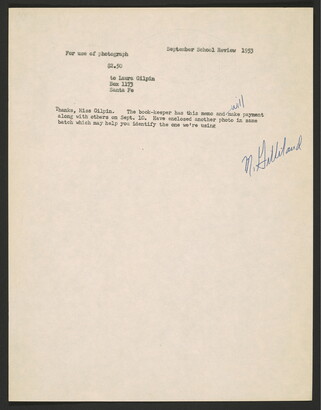 September School Review 1953
For use of photograph
$2.50
to Laura Gilpin
Box 1173
Santa Fe
will
Thanks, Miss Gilpin. The book-keeper has this memo and/make payment
along with others on Sept. 10. Have enclosed another photo in same
batch which may help you identify the one we're using
N. Gilliland